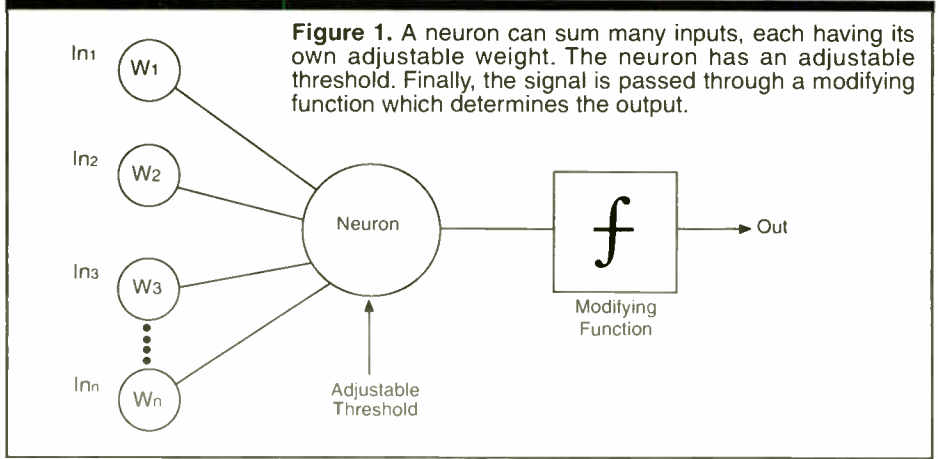 Figure 1. A neuron can sum many inputs, each having its
own adjustable weight. The neuron has an adjustable
threshold. Finally, the signal is passed through a modifying
function which determines the output.
In1
W1
In2
W2
Neuron
f
Out
In3
W3
Modifying
Function
Inn
Wn
Adjustable
Threshold